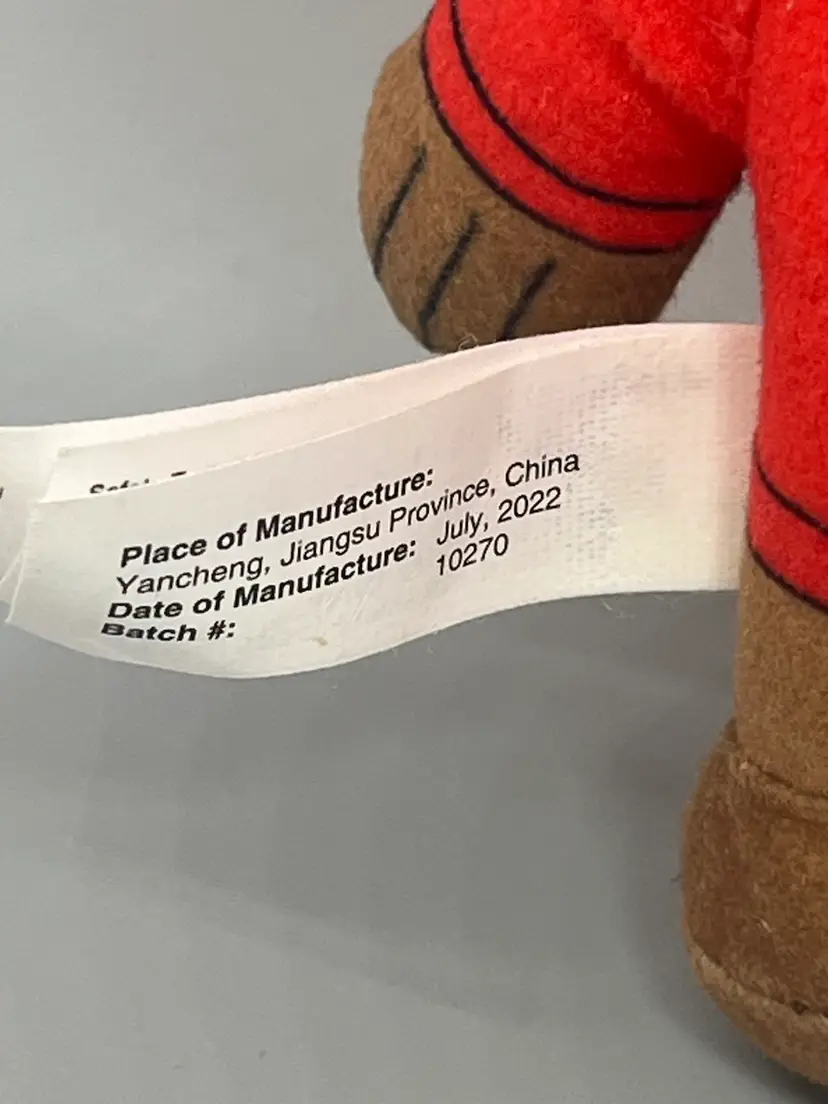 Place of Manufacture:
Yancheng, Jiangsu Province, China
Date of Manufacture: July, 2022
Batch #: 10270